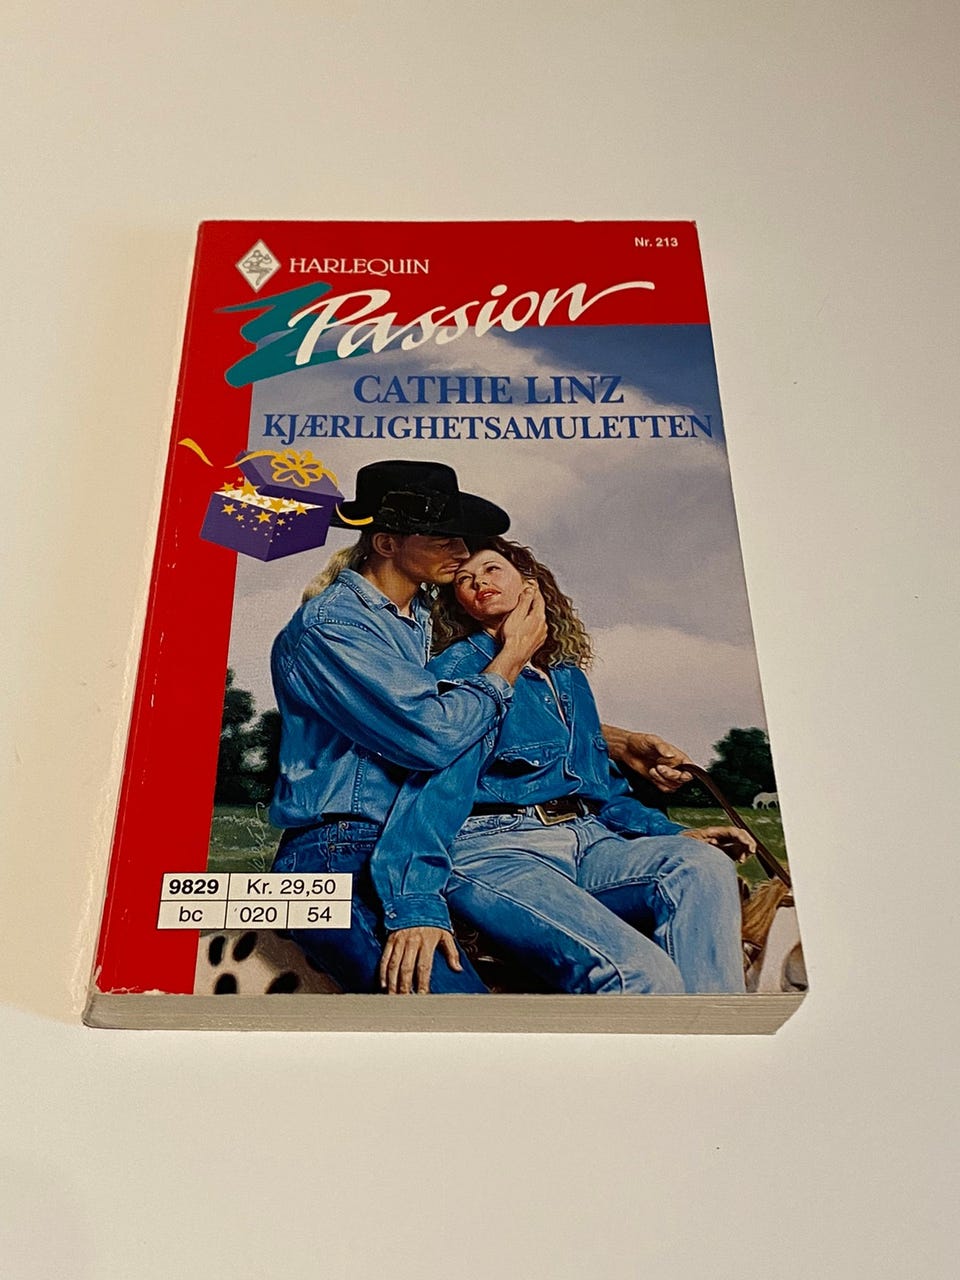 Nr. 213
HARLEQUIN
Passion
CATHIE LINZ
KJÆRLIGHETSAMULETTEN
9829 Kr. 29,50
bc 020 54